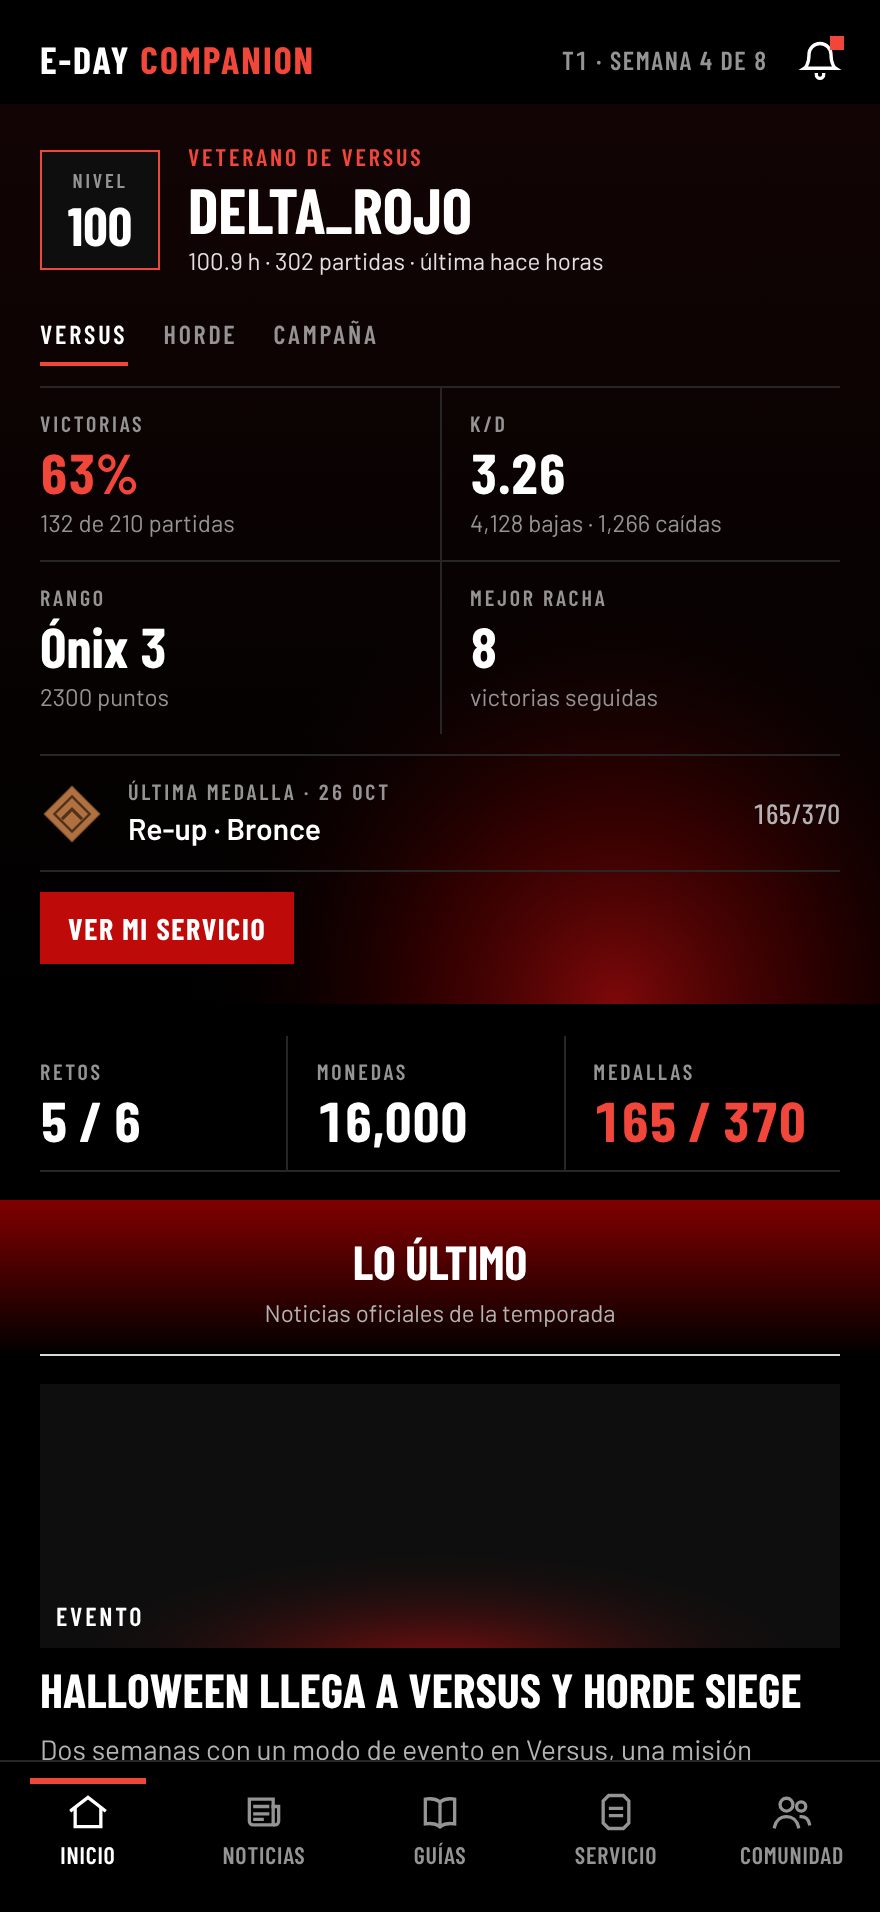 E-DAY COMPANION
T1 · SEMANA 4 DE 8
NIVEL
100
VETERANO DE VERSUS
DELTA_ROJO
100.9 h · 302 partidas · última hace horas
VERSUS HORDE CAMPAÑA
VICTORIAS
63%
132 de 210 partidas
K/D
3.26
4,128 bajas · 1,266 caídas
RANGO
Ónix 3
2300 puntos
MEJOR RACHA
8
victorias seguidas
ÚLTIMA MEDALLA · 26 OCT
Re-up · Bronce
165/370
VER MI SERVICIO
RETOS
5 / 6
MONEDAS
16,000
MEDALLAS
165 / 370
LO ÚLTIMO
Noticias oficiales de la temporada
EVENTO
HALLOWEEN LLEGA A VERSUS Y HORDE SIEGE
Dos semanas con un modo de evento en Versus, una misión
INICIO NOTICIAS GUÍAS SERVICIO COMUNIDAD